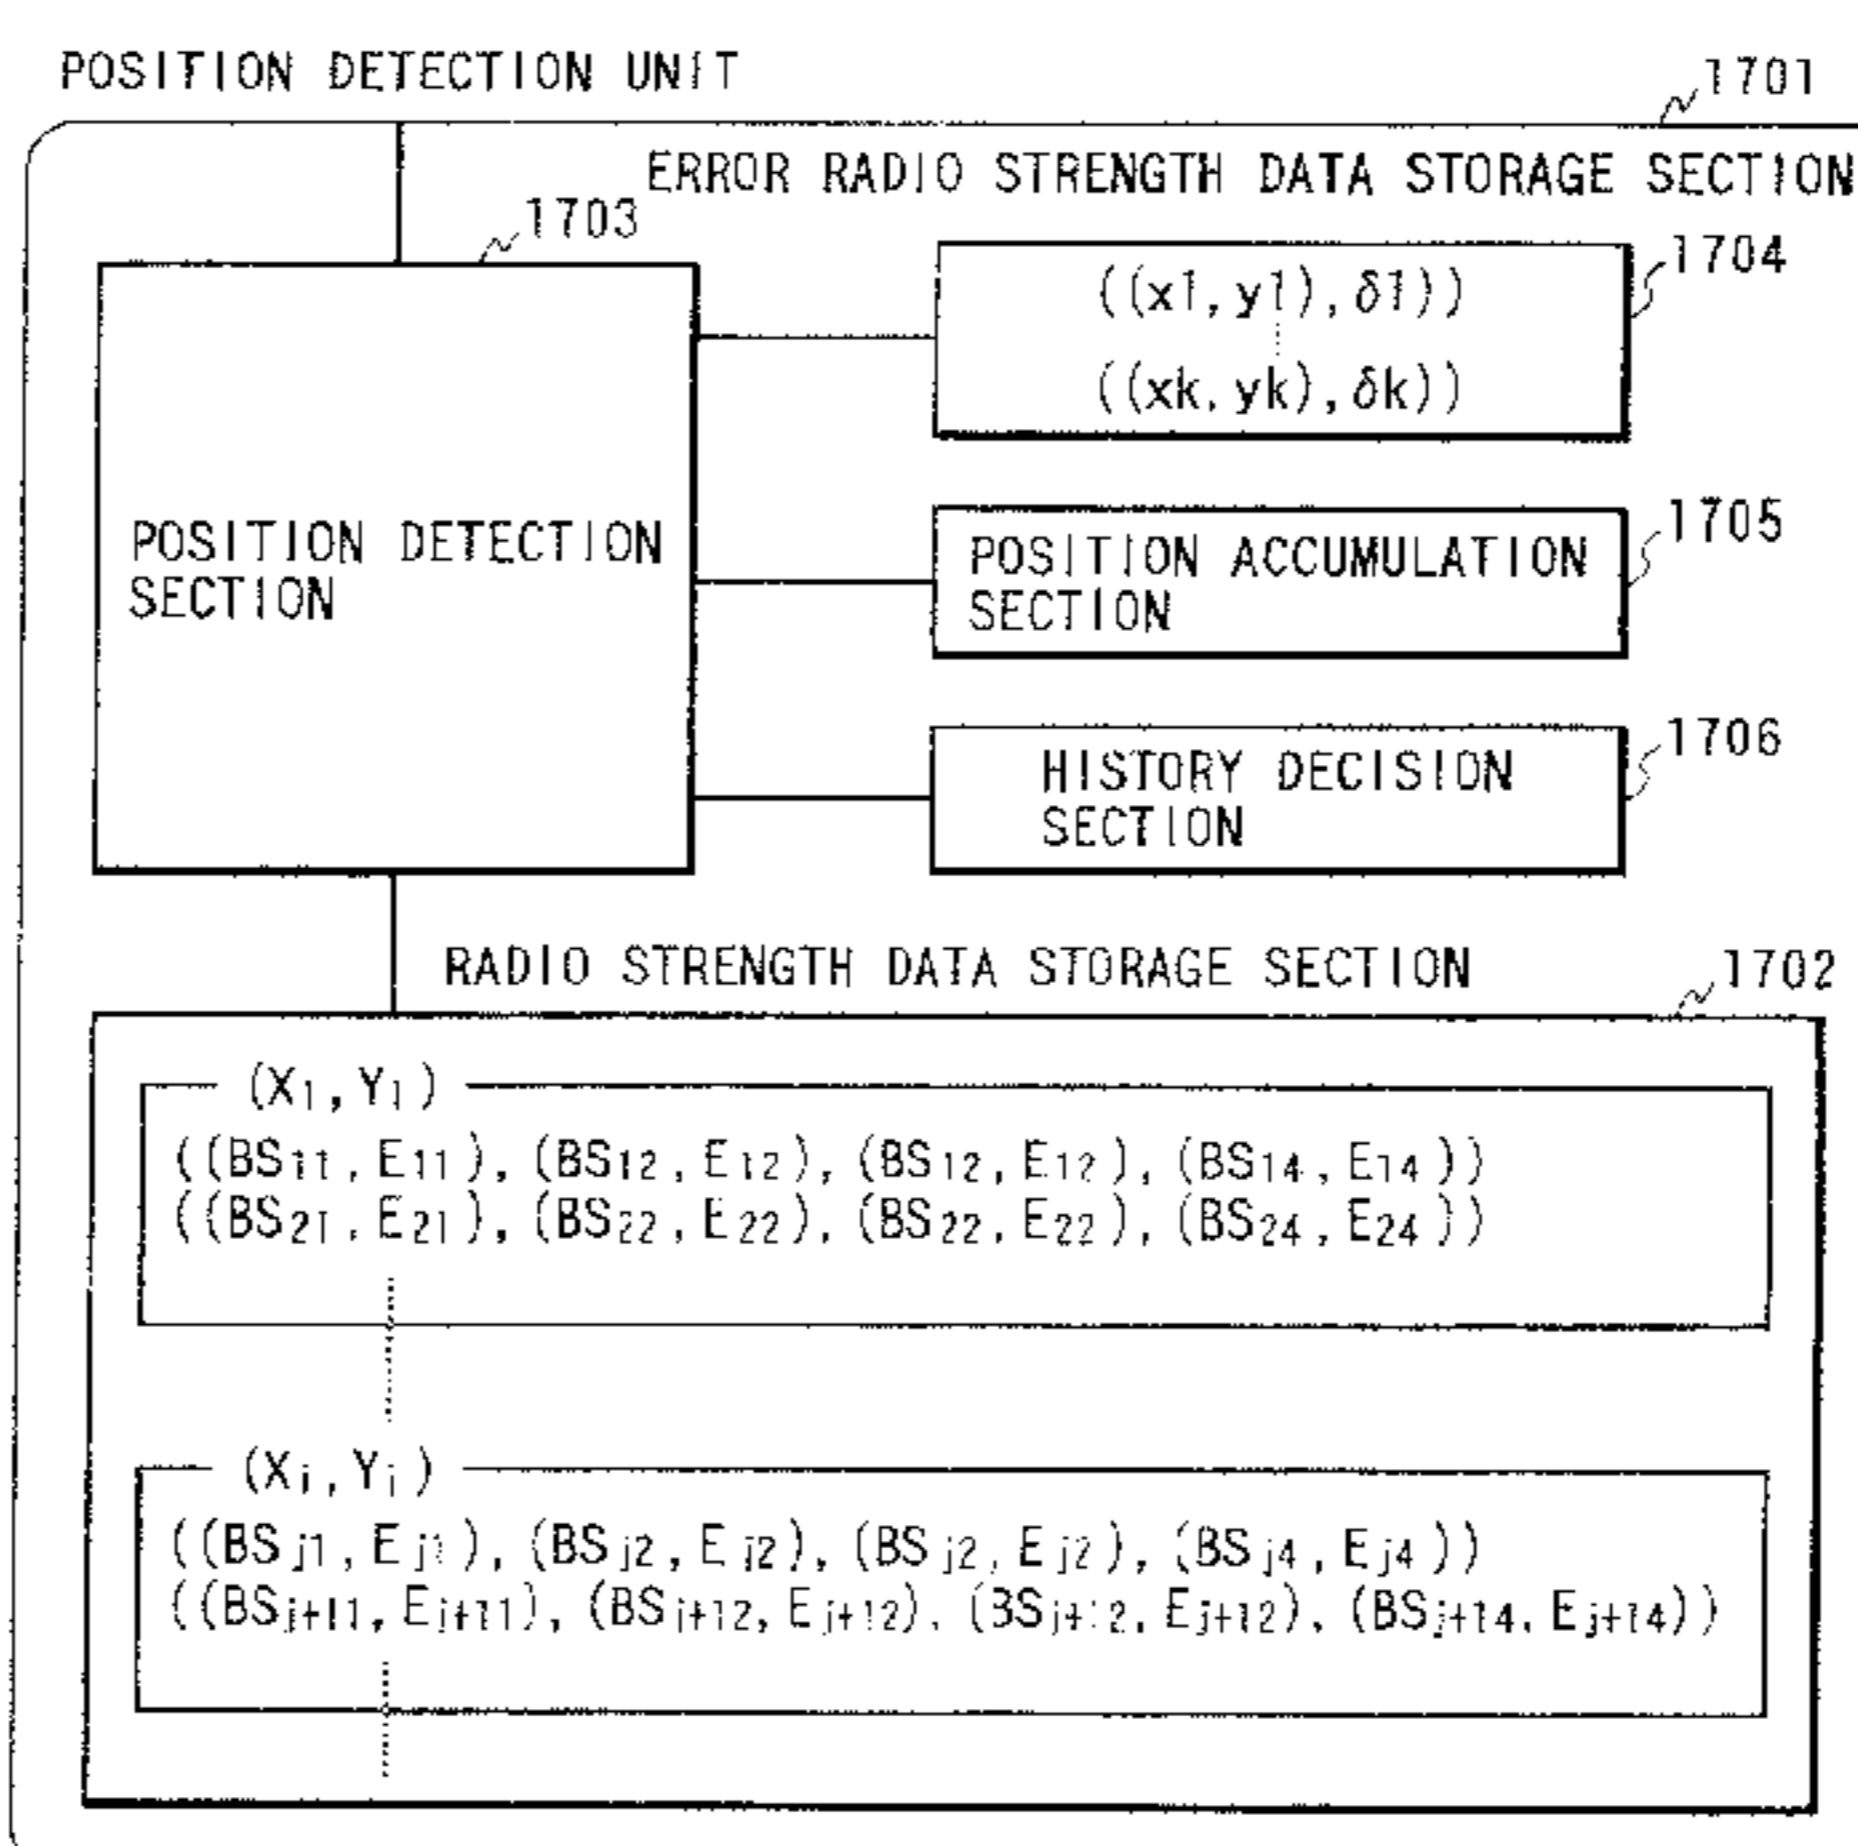 POSITION DETECTION UNIT
1701
ERROR RADIO STRENGTH DATA STORAGE SECTION
1703
1704
((x1, y1), δ1))
((xk, yk), δk))
POSITION DETECTION
SECTION
1705
POSITION ACCUMULATION
SECTION
1706
HISTORY DECISION
SECTION
RADIO STRENGTH DATA STORAGE SECTION
1702
(X1, Y1)
((BS11, E11), (BS12, E12), (BS12, E12), (BS14, E14))
((BS21, E21), (BS22, E22), (BS22, E22), (BS24, E24))
(Xi, Yi)
((BSj1, Ej1), (BSj2, Ej2), (BSj2, Ej2), (BSj4, Ej4))
((BSj+11, Ej+11), (BSj+12, Ej+12), (BSj+12, Ej+12), (BSj+14, Ej+14))